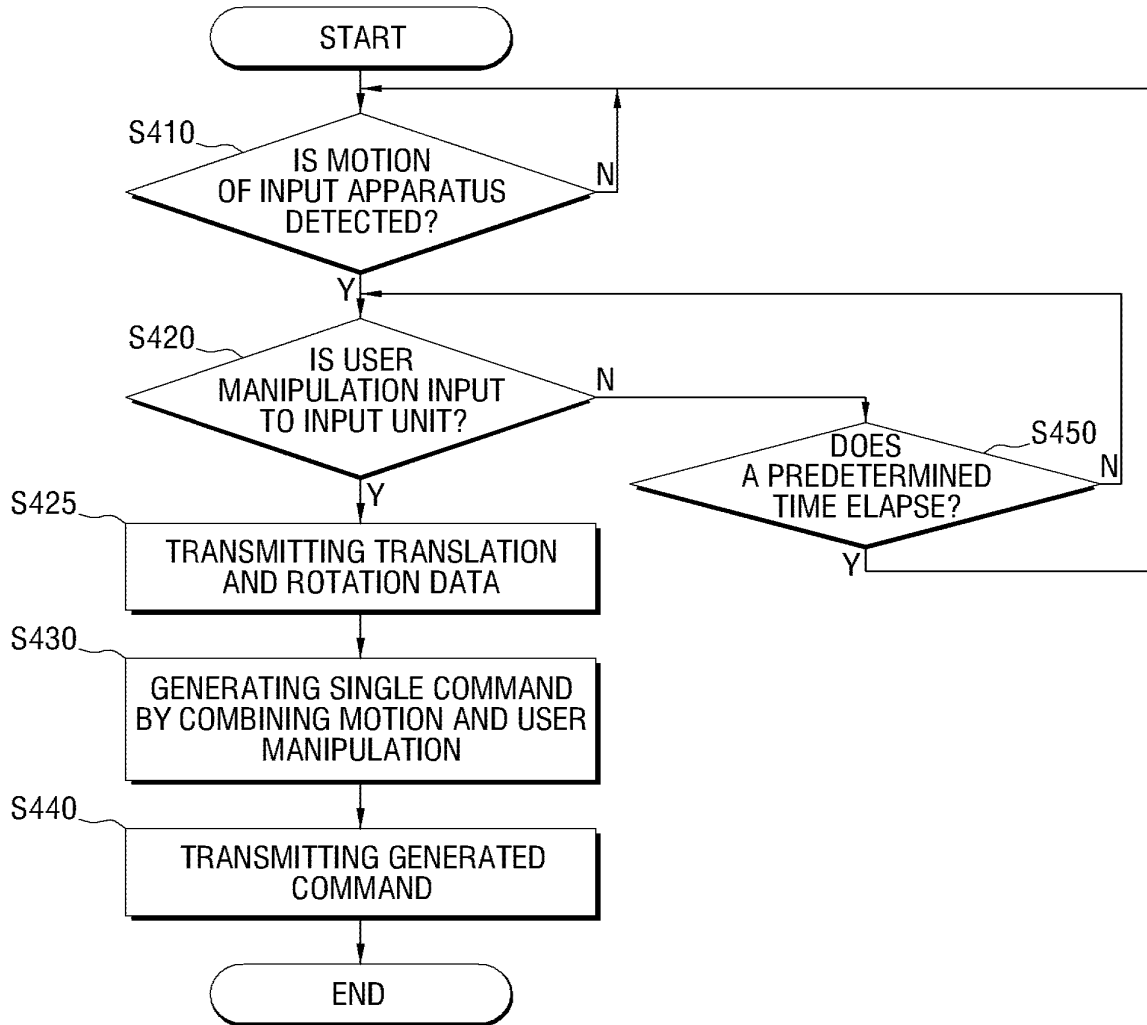 START
S410
IS MOTION
OF INPUT APPARATUS
DETECTED?
N
Y
S420
IS USER
MANIPULATION INPUT
TO INPUT UNIT?
N
S450
DOES
A PREDETERMINED
TIME ELAPSE?
N
Y
Y
S425
TRANSMITTING TRANSLATION
AND ROTATION DATA
S430
GENERATING SINGLE COMMAND
BY COMBINING MOTION AND USER
MANIPULATION
S440
TRANSMITTING GENERATED
COMMAND
END